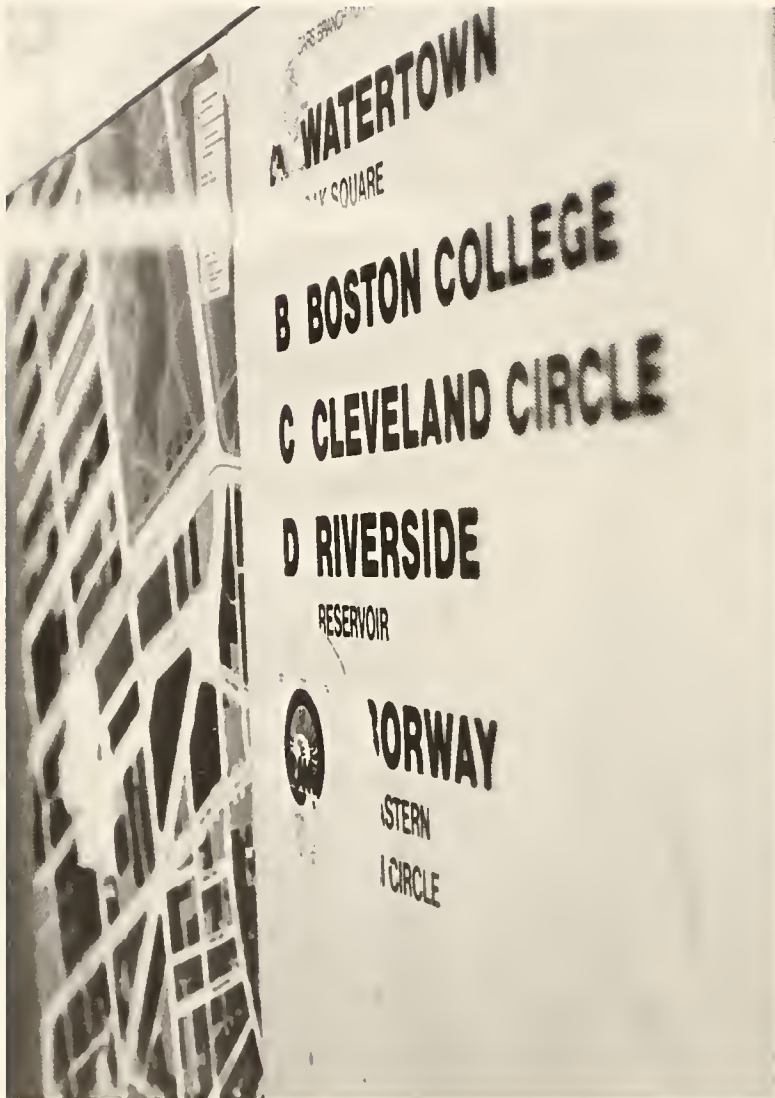 A WATERTOWN
SQUARE
B BOSTON COLLEGE
C CLEVELAND CIRCLE
D RIVERSIDE
RESERVOIR
ORWAY
STERN
CIRCLE